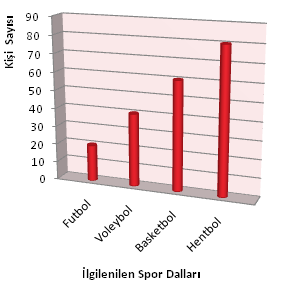 Kişi Sayısı
90
80
70
60
50
40
30
20
10
0
Futbol
Voleybol
Basketbol
Hentbol
İlgilenilen Spor Dalları